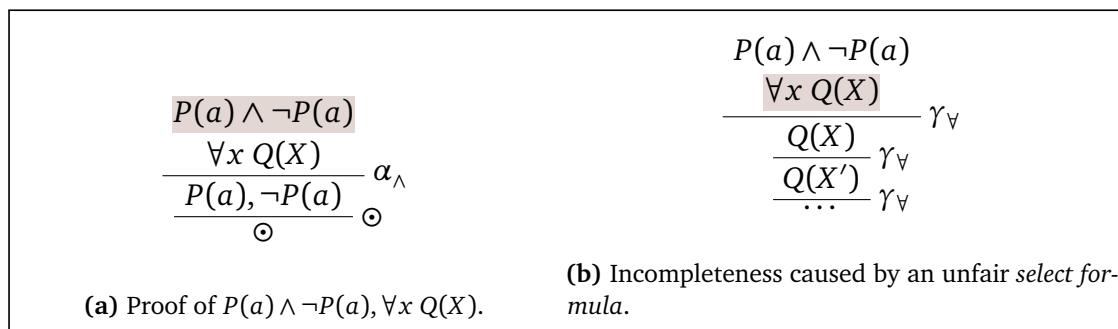 P(a) ∧ ¬P(a)
∀x Q(X)
α∧
P(a), ¬P(a)
⊙
⊙
(a) Proof of P(a) ∧ ¬P(a), ∀x Q(X).
P(a) ∧ ¬P(a)
∀x Q(X)
γ∀
Q(X)
γ∀
Q(X′)
γ∀
...
(b) Incompleteness caused by an unfair select for-
mula.